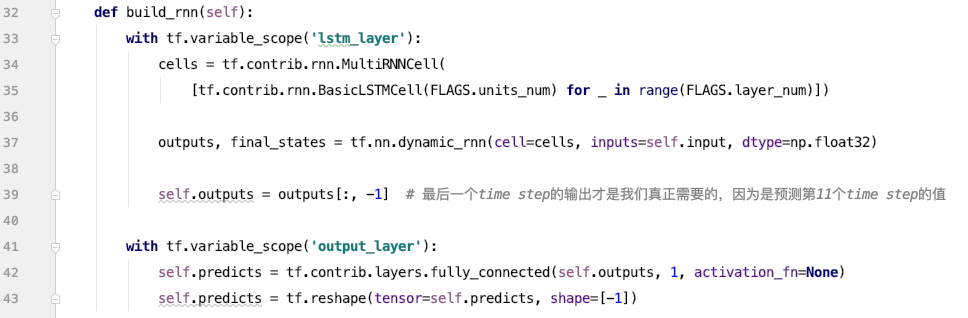 32 def build_rnn(self):
33 with tf.variable_scope('lstm_layer'):
34 cells = tf.contrib.rnn.MultiRNNCell(
35 [tf.contrib.rnn.BasicLSTMCell(FLAGS.units_num) for _ in range(FLAGS.layer_num)])
36
37 outputs, final_states = tf.nn.dynamic_rnn(cell=cells, inputs=self.input, dtype=np.float32)
38
39 self.outputs = outputs[:, -1]  # 最后一个time step的输出才是我们真正需要的，因为是预测第11个time step的值
40
41 with tf.variable_scope('output_layer'):
42 self.predicts = tf.contrib.layers.fully_connected(self.outputs, 1, activation_fn=None)
43 self.predicts = tf.reshape(tensor=self.predicts, shape=[-1])